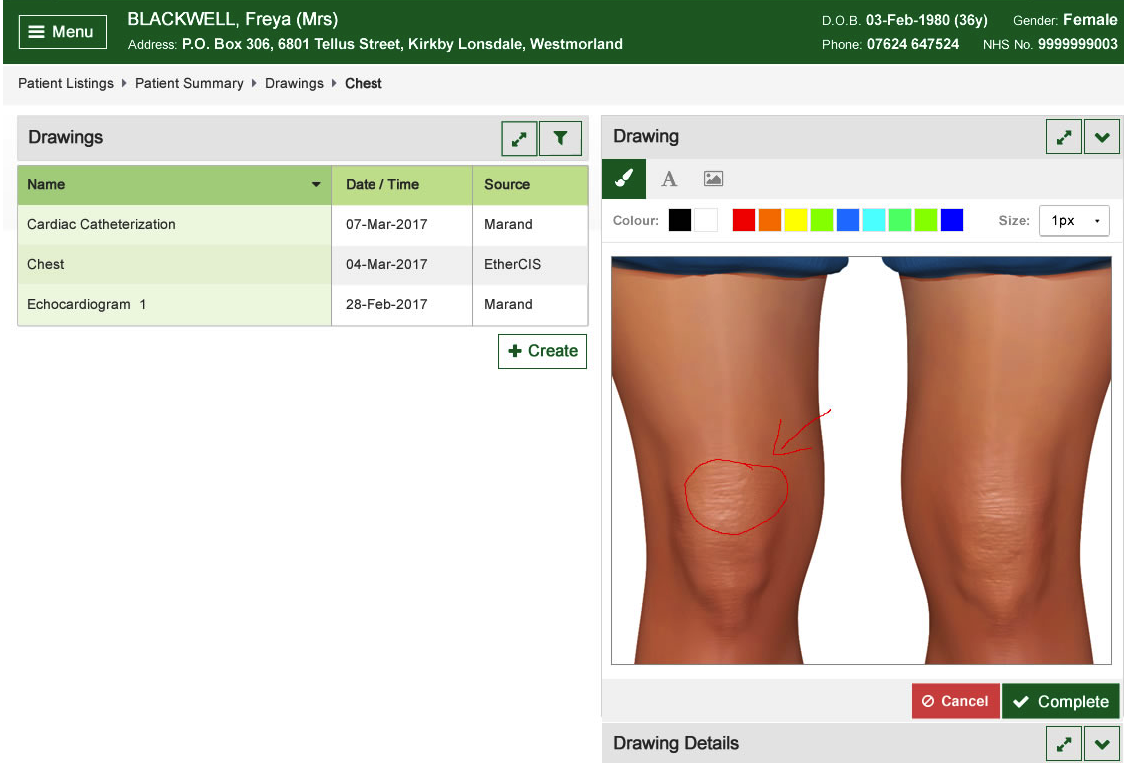 Menu
BLACKWELL, Freya (Mrs)
Address: P.O. Box 306, 6801 Tellus Street, Kirkby Lonsdale, Westmorland
D.O.B. 03-Feb-1980 (36y) Gender: Female
Phone: 07624 647524 NHS No. 9999999003
Patient Listings Patient Summary Drawings Chest
Drawings
Name Date / Time Source
Cardiac Catheterization 07-Mar-2017 Marand
Chest 04-Mar-2017 EtherCIS
Echocardiogram 1 28-Feb-2017 Marand
Create
Drawing
A
Colour: Size: 1px
Cancel Complete
Drawing Details